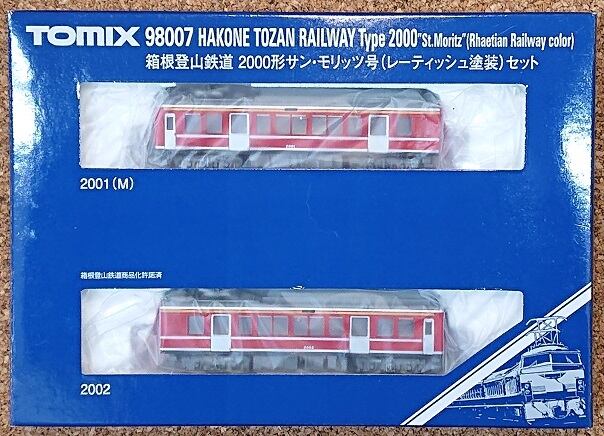 TOMIX 98007 HAKONE TOZAN RAILWAY Type 2000 "St.Moritz" (Rhaetian Railway color)
箱根登山鉄道 2000形サン・モリッツ号(レーティッシュ塗装)セット
2001
2001(M)
箱根登山鉄道商品化許諾済
2002
2002